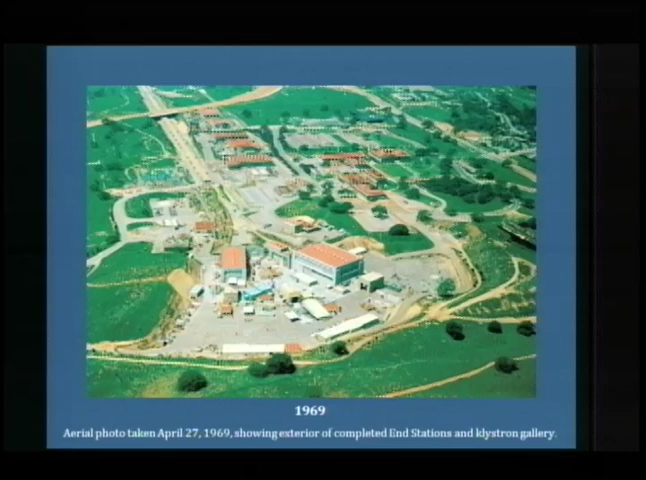 1969
Aerial photo taken April 27, 1969, showing exterior of completed End Stations and klystron gallery.